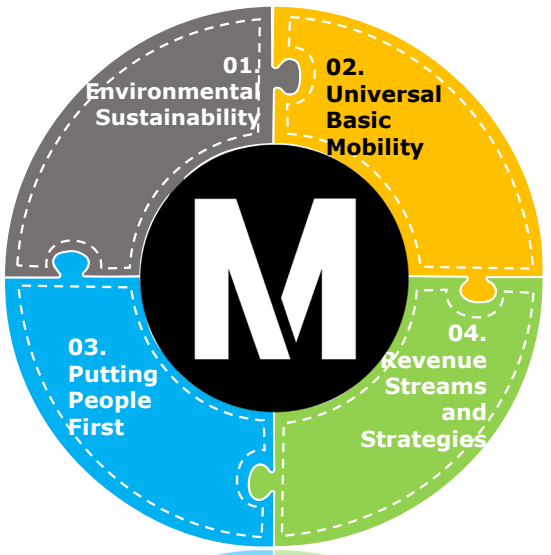 01.
Environmental
Sustainability
02.
Universal
Basic
Mobility
M
03.
Putting
People
First
04.
Revenue
Streams
and
Strategies